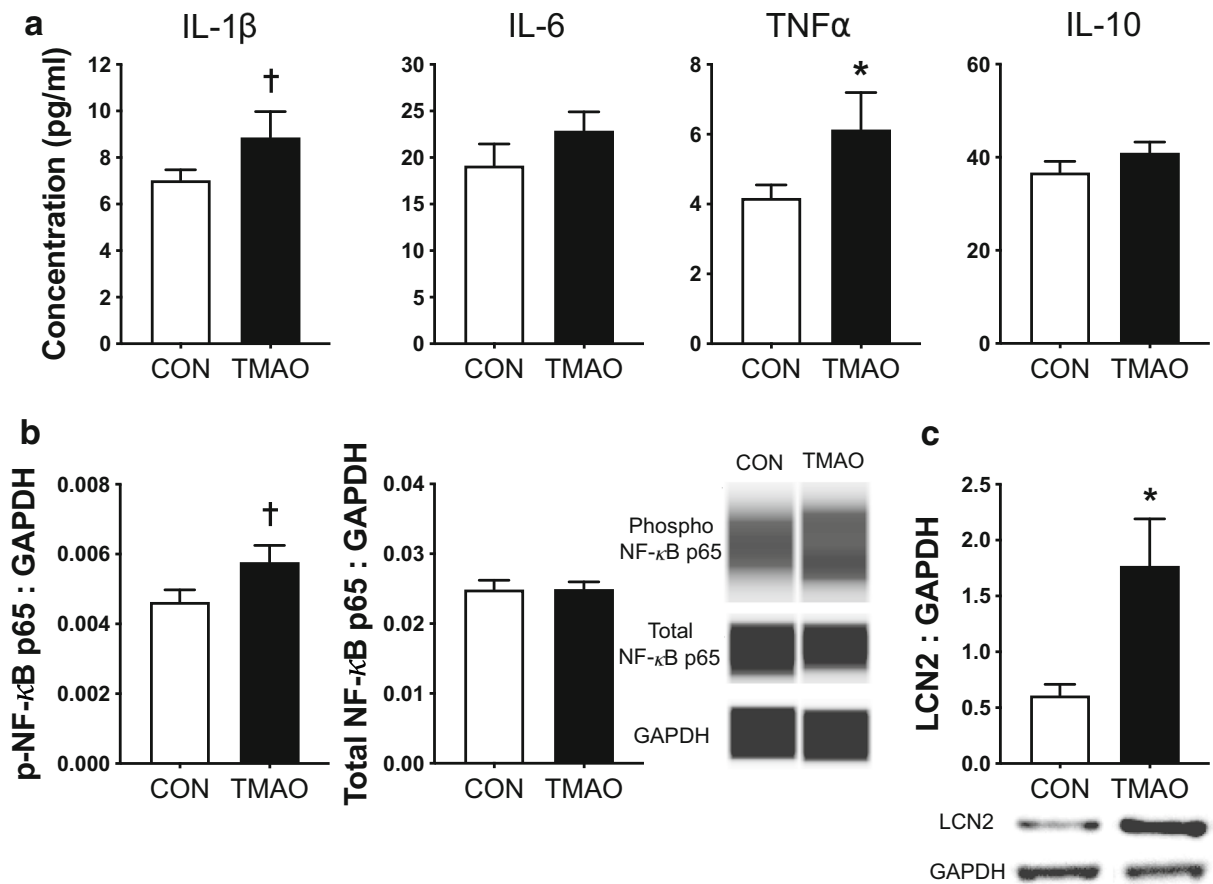 a
IL-1β
IL-6
TNFα
IL-10
Concentration (pg/ml)
12
10
8
6
4
2
0
†
CON TMAO
30
25
20
15
10
5
0
CON TMAO
8
6
4
2
0
*
CON TMAO
60
40
20
0
CON TMAO
b
p-NF-κB p65 : GAPDH
0.008
0.006
0.004
0.002
0.000
†
CON TMAO
Total NF-κB p65 : GAPDH
0.04
0.03
0.02
0.01
0.00
CON TMAO
CON TMAO
Phospho
NF-κB p65
Total
NF-κB p65
GAPDH
c
LCN2 : GAPDH
2.5
2.0
1.5
1.0
0.5
0.0
*
CON TMAO
LCN2
GAPDH